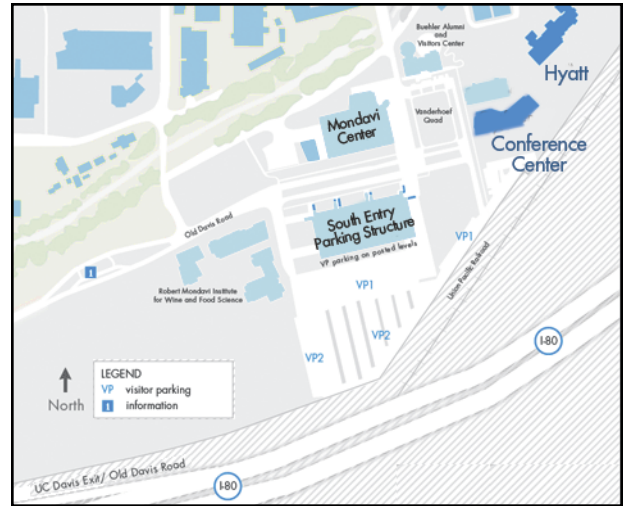 Buehler Alumni
and
Visitors Center
Hyatt
Mondavi
Center
Vanderhoef
Quad
Conference
Center
Old Davis Road
South Entry
Parking Structure
VP parking on posted levels
VP1
Union Pacific Railroad
1
Robert Mondavi Institute
for Wine and Food Science
VP1
VP2
VP2
I-80
LEGEND
VP visitor parking
1 information
North
UC Davis Exit/ Old Davis Road
I-80